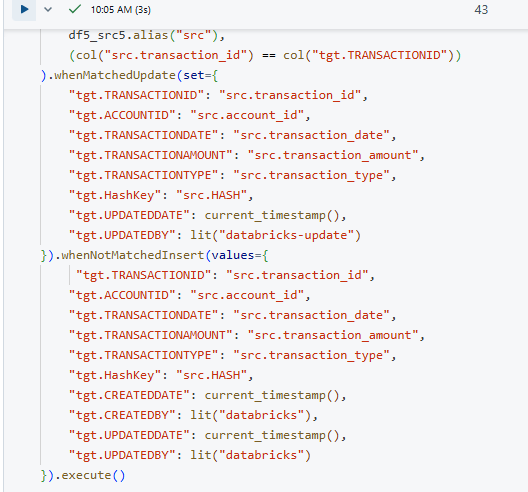 10:05 AM (3s)
43
df5_src5.alias("src"),
(col("src.transaction_id") == col("tgt.TRANSACTIONID"))
).whenMatchedUpdate(set={
"tgt.TRANSACTIONID": "src.transaction_id",
"tgt.ACCOUNTID": "src.account_id",
"tgt.TRANSACTIONDATE": "src.transaction_date",
"tgt.TRANSACTIONAMOUNT": "src.transaction_amount",
"tgt.TRANSACTIONTYPE": "src.transaction_type",
"tgt.HashKey": "src.HASH",
"tgt.UPDATEDDATE": current_timestamp(),
"tgt.UPDATEDBY": lit("databricks-update")
}).whenNotMatchedInsert(values={
"tgt.TRANSACTIONID": "src.transaction_id",
"tgt.ACCOUNTID": "src.account_id",
"tgt.TRANSACTIONDATE": "src.transaction_date",
"tgt.TRANSACTIONAMOUNT": "src.transaction_amount",
"tgt.TRANSACTIONTYPE": "src.transaction_type",
"tgt.HashKey": "src.HASH",
"tgt.CREATEDDATE": current_timestamp(),
"tgt.CREATEDBY": lit("databricks"),
"tgt.UPDATEDDATE": current_timestamp(),
"tgt.UPDATEDBY": lit("databricks")
}).execute()